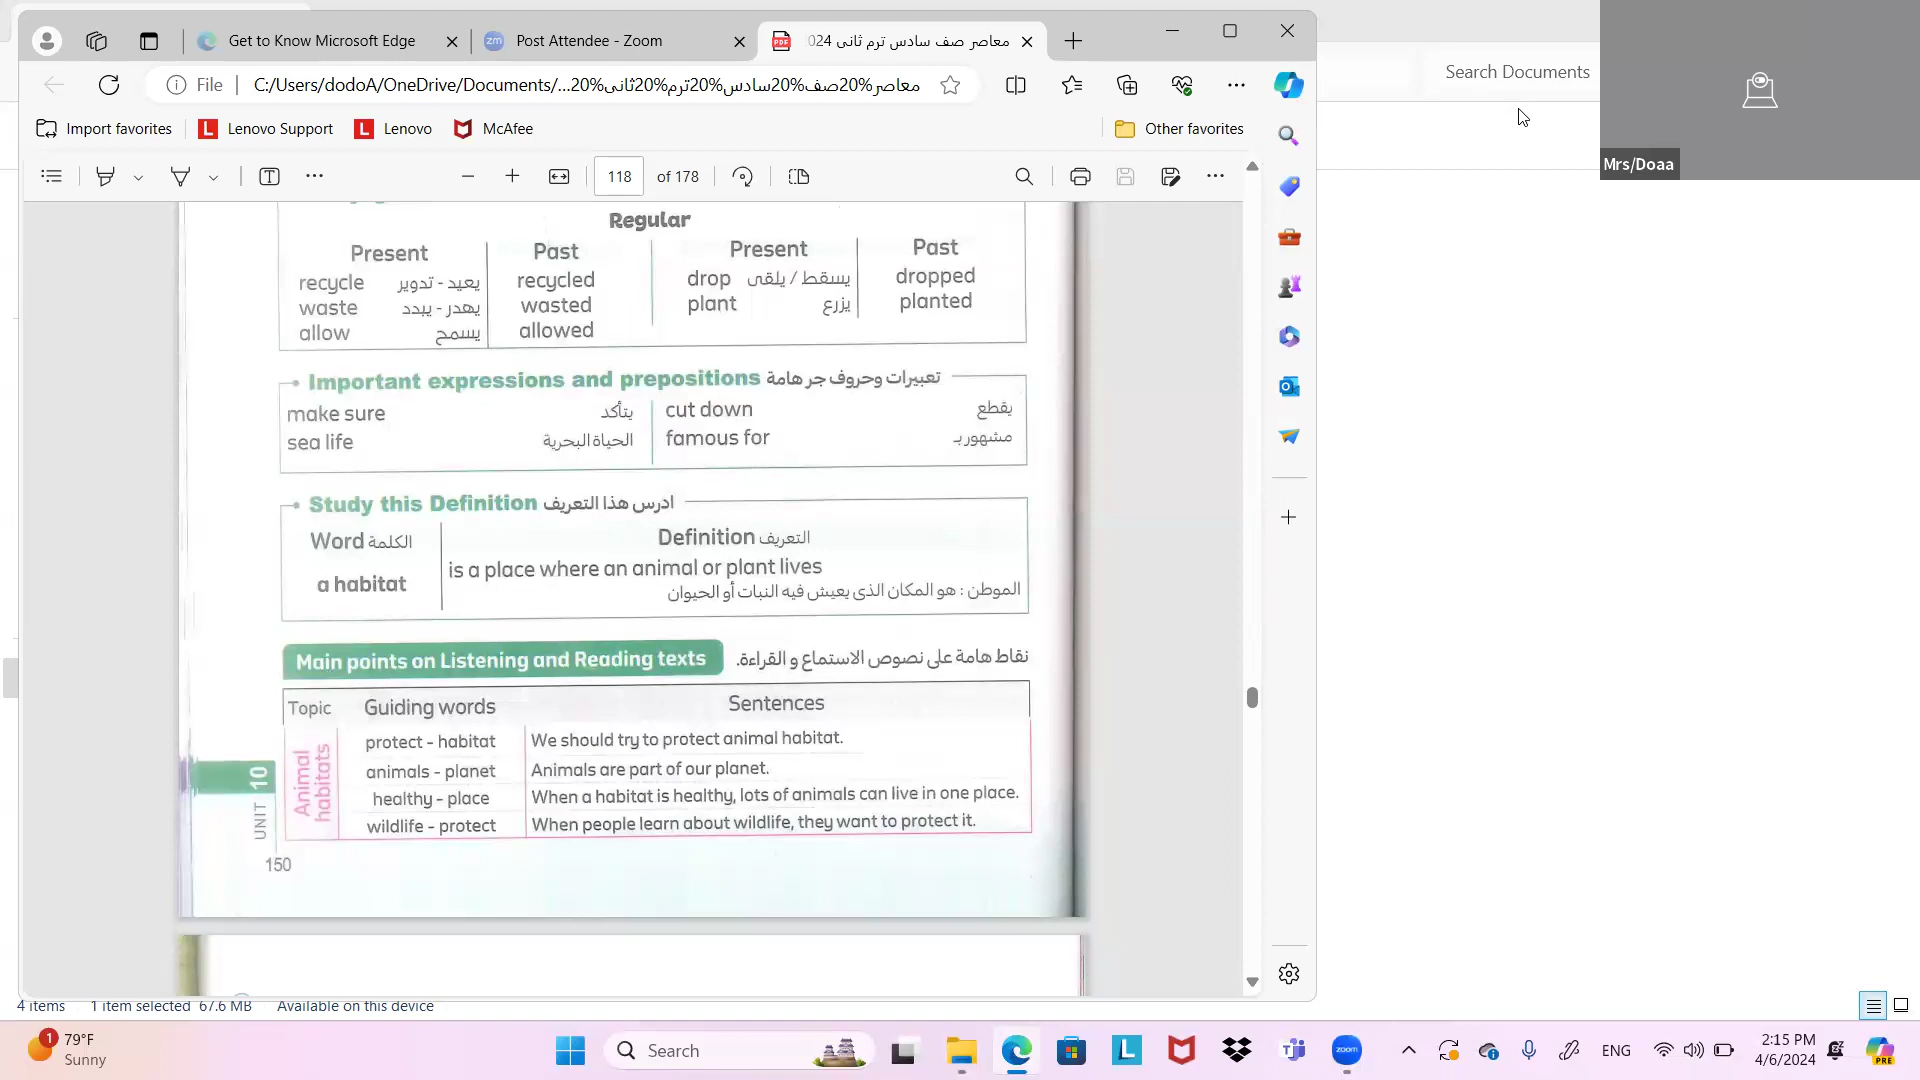 Get to Know Microsoft Edge
Post Attendee - Zoom
معاصر صف سادس ترم ثانى 024
File
C:/Users/dodoA/OneDrive/Documents/...معاصر%20صف%20سادس%20ترم%20ثانى%20
Search Documents
Mrs/Doaa
Import favorites
Lenovo Support
Lenovo
McAfee
Other favorites
118 of 178
Regular
Present Past Present Past
recycle يعيد - تدوير recycled drop يسقط / يلقى dropped
waste يهدر - يبدد wasted plant يزرع planted
allow يسمح allowed
Important expressions and prepositions تعبيرات وحروف جر هامة
make sure يتأكد cut down يقطع
sea life الحياة البحرية famous for مشهور بـ
Study this Definition ادرس هذا التعريف
Word الكلمة Definition التعريف
a habitat is a place where an animal or plant lives
الموطن : هو المكان الذى يعيش فيه النبات أو الحيوان
Main points on Listening and Reading texts نقاط هامة على نصوص الاستماع و القراءة.
Topic Guiding words Sentences
Animal habitats
protect - habitat We should try to protect animal habitat.
animals - planet Animals are part of our planet.
healthy - place When a habitat is healthy, lots of animals can live in one place.
wildlife - protect When people learn about wildlife, they want to protect it.
UNIT 10
150
4 items 1 item selected 67.6 MB Available on this device
1
79°F
Sunny
Search
zoom
ENG
2:15 PM
4/6/2024
PRE